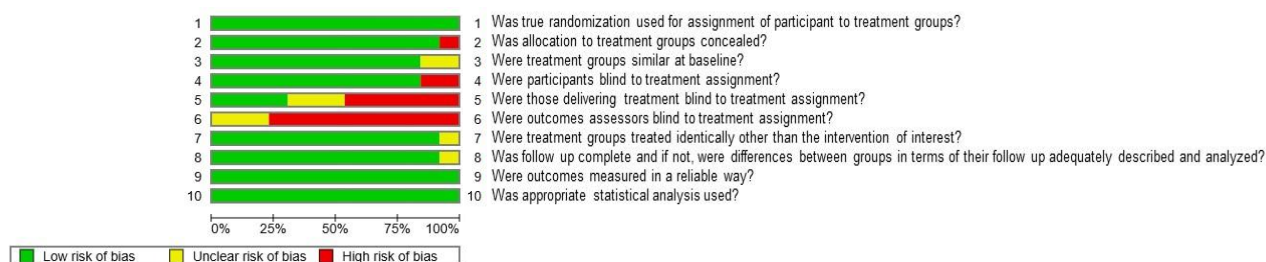 1 1 Was true randomization used for assignment of participant to treatment groups?
2 2 Was allocation to treatment groups concealed?
3 3 Were treatment groups similar at baseline?
4 4 Were participants blind to treatment assignment?
5 5 Were those delivering treatment blind to treatment assignment?
6 6 Were outcomes assessors blind to treatment assignment?
7 7 Were treatment groups treated identically other than the intervention of interest?
8 8 Was follow up complete and if not, were differences between groups in terms of their follow up adequately described and analyzed?
9 9 Were outcomes measured in a reliable way?
10 10 Was appropriate statistical analysis used?
0% 25% 50% 75% 100%
Low risk of bias Unclear risk of bias High risk of bias